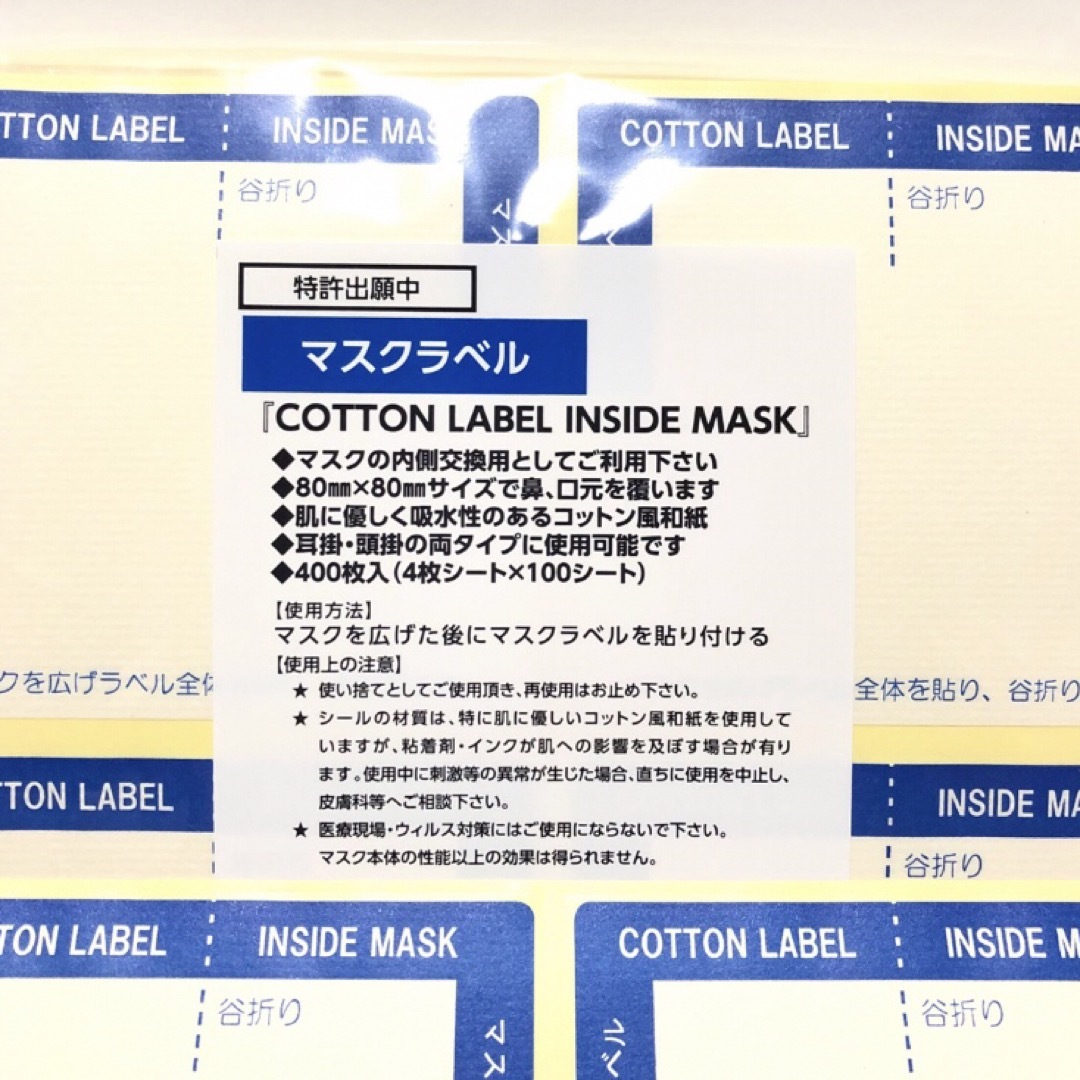 TTON LABEL INSIDE MASK COTTON LABEL INSIDE MA
谷折り 谷折り
マス
特許出願中
マスクラベル
『COTTON LABEL INSIDE MASK』
◆マスクの内側交換用としてご利用下さい
◆80㎜×80㎜サイズで鼻、口元を覆います
◆肌に優しく吸水性のあるコットン風和紙
◆耳掛・頭掛の両タイプに使用可能です
◆400枚入(4枚シート×100シート)
【使用方法】
マスクを広げた後にマスクラベルを貼り付ける
【使用上の注意】
★ 使い捨てとしてご使用頂き、再使用はお止め下さい。
★ シールの材質は、特に肌に優しいコットン風和紙を使用して
いますが、粘着剤・インクが肌への影響を及ぼす場合が有り
ます。使用中に刺激等の異常が生じた場合、直ちに使用を中止し、
皮膚科等へご相談下さい。
★ 医療現場・ウィルス対策にはご使用にならないで下さい。
マスク本体の性能以上の効果は得られません。
クを広げラベル全体 全体を貼り、谷折り
TTON LABEL INSIDE MA
谷折り
TON LABEL INSIDE MASK COTTON LABEL INSIDE M
谷折り 谷折り
マス ベル